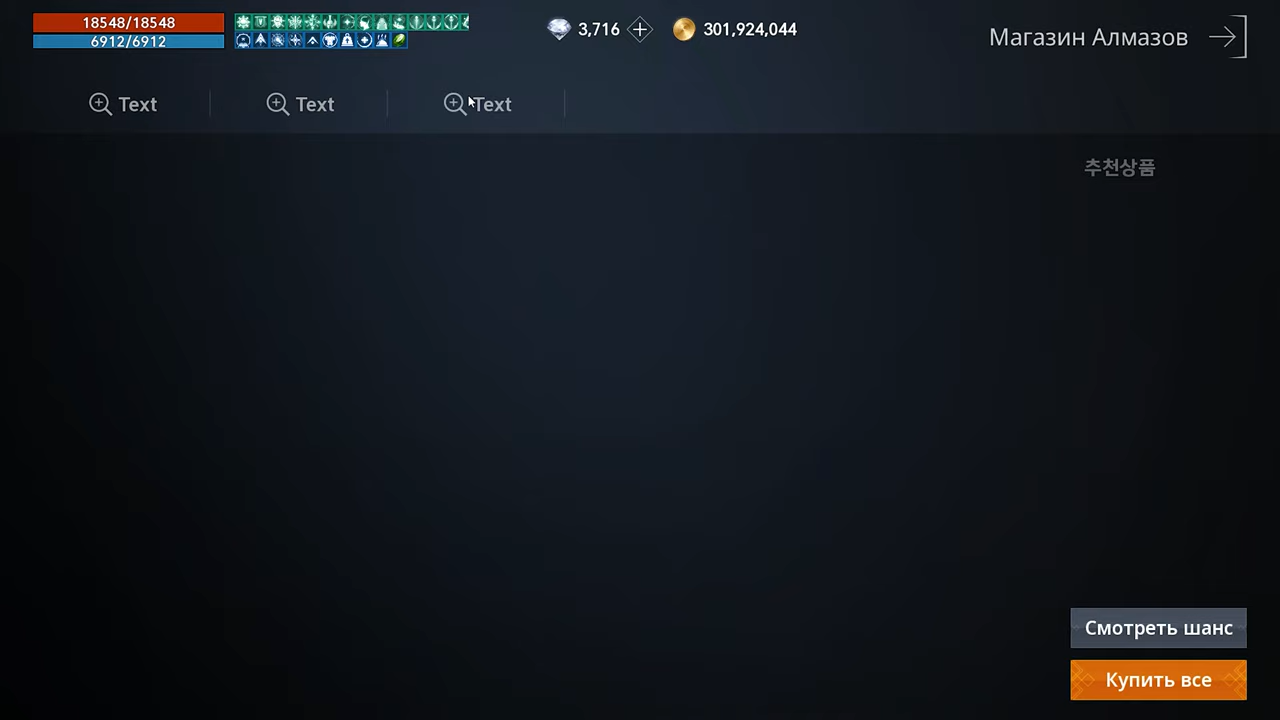 18548/18548
6912/6912
3,716
301,924,044
Магазин Алмазов
Text
Text
Text
추천상품
Смотреть шанс
Купить все